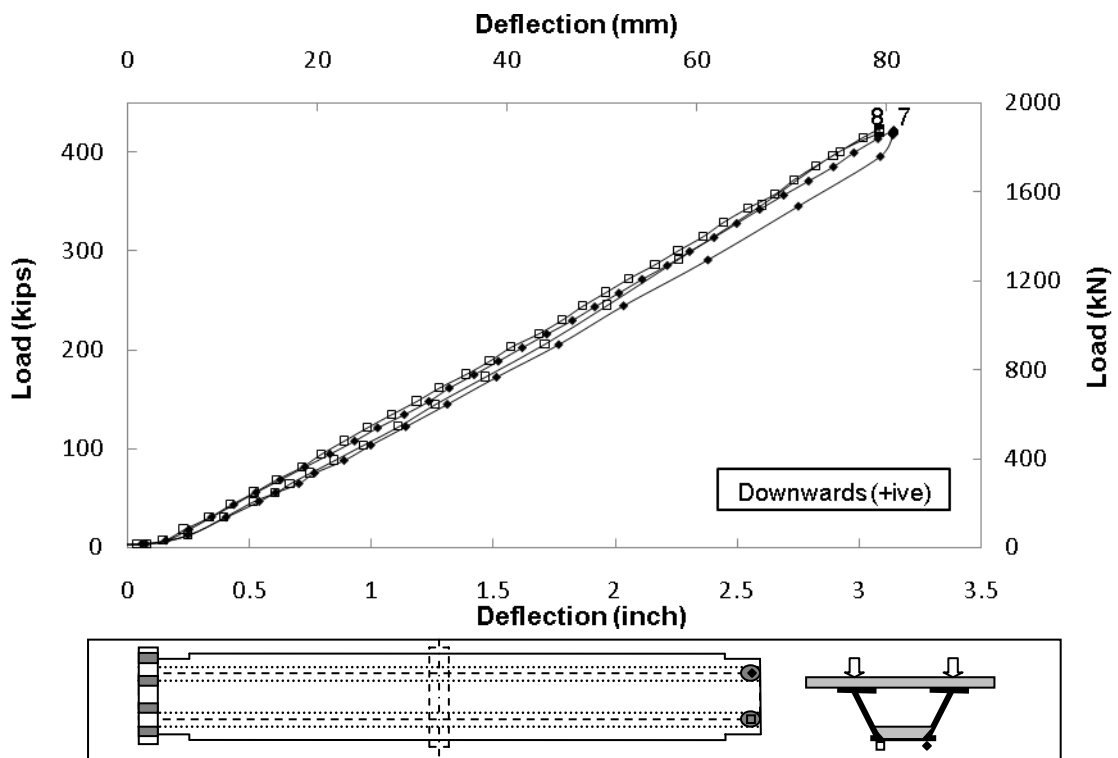 Deflection (mm)
0 20 40 60 80
Load (kips)
400
300
200
100
0
8 7
2000
1600
1200
800
400
0
Load (kN)
Downwards (+ive)
0 0.5 1 1.5 2 2.5 3 3.5
Deflection (inch)